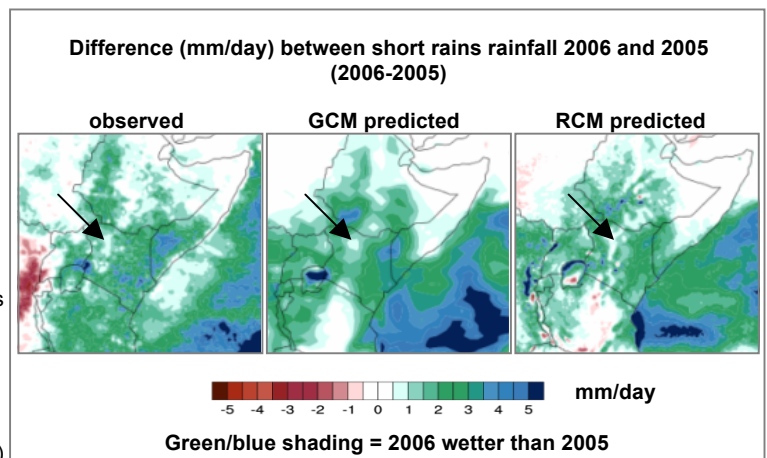 Difference (mm/day) between short rains rainfall 2006 and 2005
(2006-2005)
observed GCM predicted RCM predicted
s
-5 -4 -3 -2 -1 0 1 2 3 4 5 mm/day
Green/blue shading = 2006 wetter than 2005
)